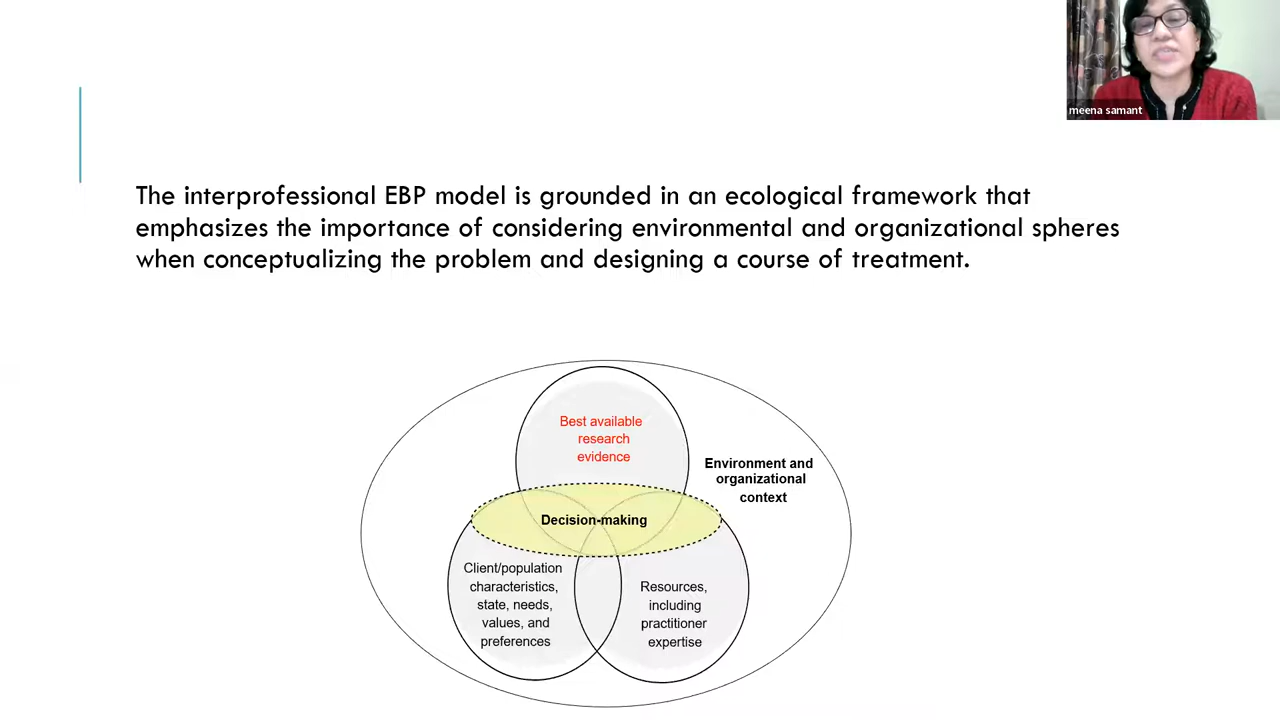 meena samant
The interprofessional EBP model is grounded in an ecological framework that
emphasizes the importance of considering environmental and organizational spheres
when conceptualizing the problem and designing a course of treatment.
Best available
research
evidence
Environment and
organizational
context
Decision-making
Client/population
characteristics,
state, needs,
values, and
preferences
Resources,
including
practitioner
expertise